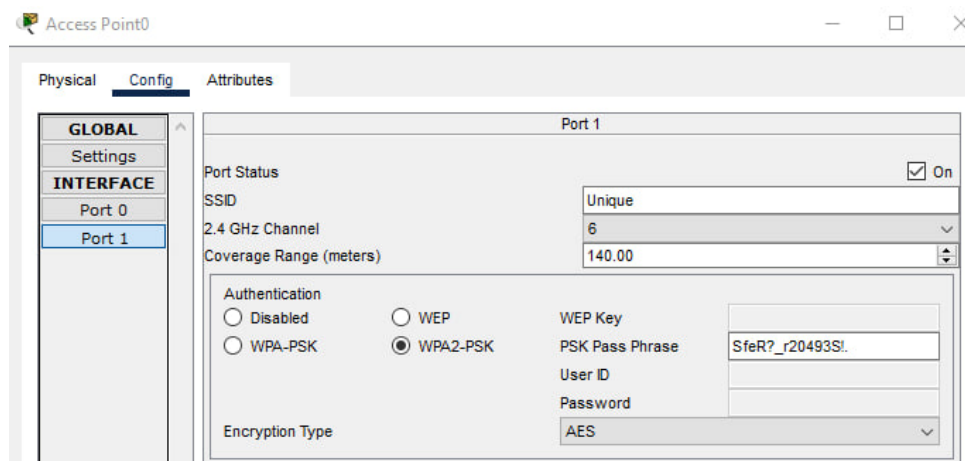 Access Point0
Physical Config Attributes
GLOBAL
Settings
INTERFACE
Port 0
Port 1
Port 1
Port Status On
SSID Unique
2.4 GHz Channel 6
Coverage Range (meters) 140.00
Authentication
Disabled WEP WEP Key
WPA-PSK WPA2-PSK PSK Pass Phrase SfeR?_r20493S!.
User ID
Password
Encryption Type AES